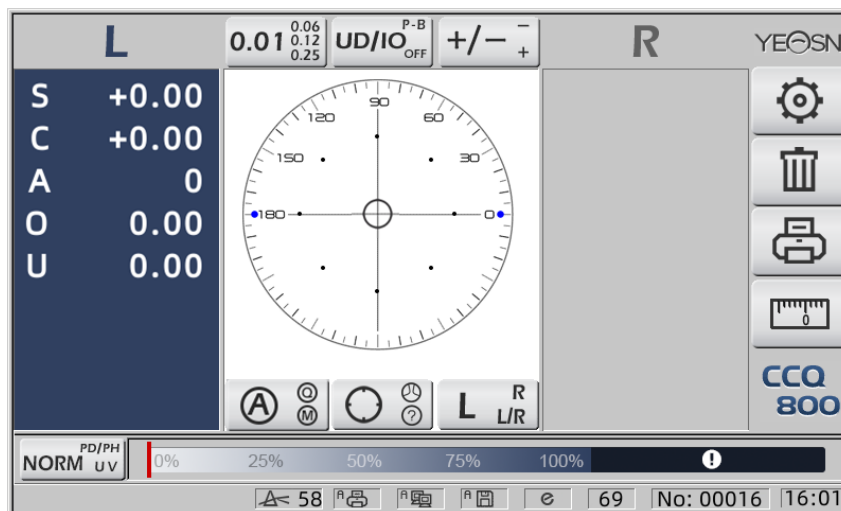 L
0.01 0.06
0.12
0.25
UD/IO P-B
OFF
+/− −
+
R
YEOSN
S +0.00
C +0.00
A 0
O 0.00
U 0.00
90
120 60
150 30
180 0
0
A Q
M
?
L R
L/R
CCQ
800
NORM PD/PH
UV
0% 25% 50% 75% 100% !
58 A A A e 69 No: 00016 16:01